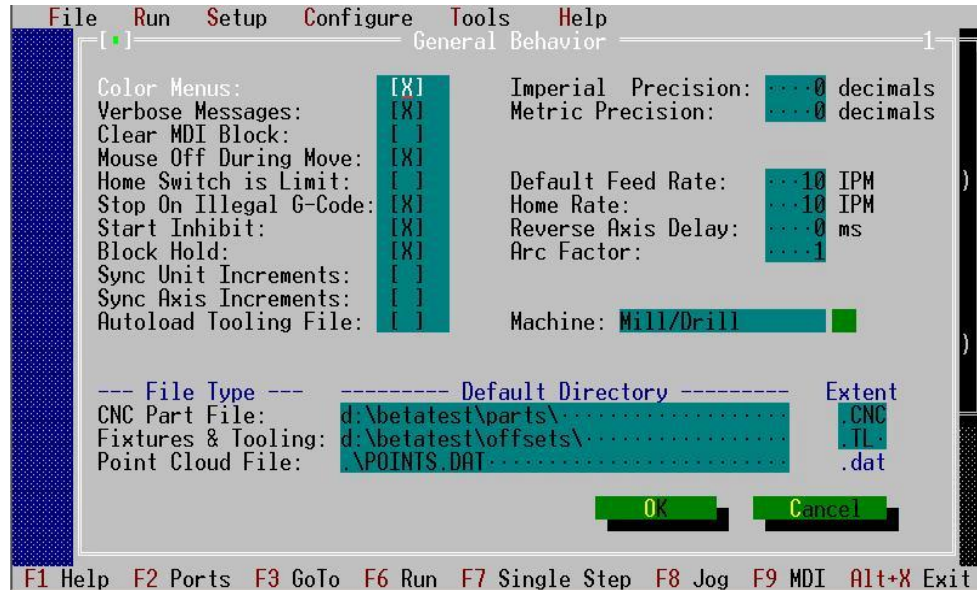 File Run Setup Configure Tools Help
[▪] General Behavior 1
Color Menus: [X] Imperial Precision: ····0 decimals
Verbose Messages: [X] Metric Precision: ····0 decimals
Clear MDI Block: [ ]
Mouse Off During Move: [X]
Home Switch is Limit: [ ] Default Feed Rate: ···10 IPM )
Stop On Illegal G-Code: [X] Home Rate: ···10 IPM
Start Inhibit: [X] Reverse Axis Delay: ····0 ms
Block Hold: [X] Arc Factor: ····1
Sync Unit Increments: [ ]
Sync Axis Increments: [ ]
Autoload Tooling File: [ ] Machine: Mill/Drill
)
--- File Type --- --------- Default Directory --------- Extent
CNC Part File: d:\betatest\parts\···················· .CNC
Fixtures & Tooling: d:\betatest\offsets\·················· .TL·
Point Cloud File: .\POINTS.DAT·························· .dat
OK Cancel
F1 Help F2 Ports F3 GoTo F6 Run F7 Single Step F8 Jog F9 MDI Alt+X Exit